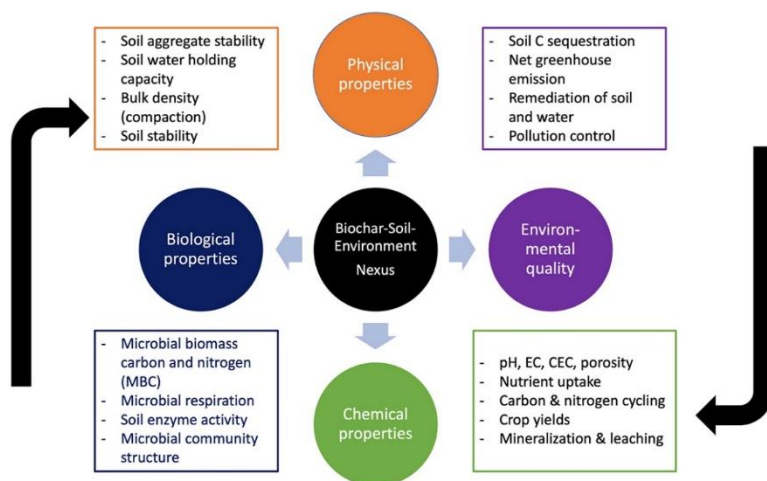 - Soil aggregate stability
- Soil water holding
capacity
- Bulk density
(compaction)
- Soil stability
Physical
properties
- Soil C sequestration
- Net greenhouse
emission
- Remediation of soil
and water
- Pollution control
Biological
properties
Biochar-Soil-
Environment
Nexus
Environ-
mental
quality
- Microbial biomass
carbon and nitrogen
(MBC)
- Microbial respiration
- Soil enzyme activity
- Microbial community
structure
Chemical
properties
- pH, EC, CEC, porosity
- Nutrient uptake
- Carbon & nitrogen cycling
- Crop yields
- Mineralization & leaching